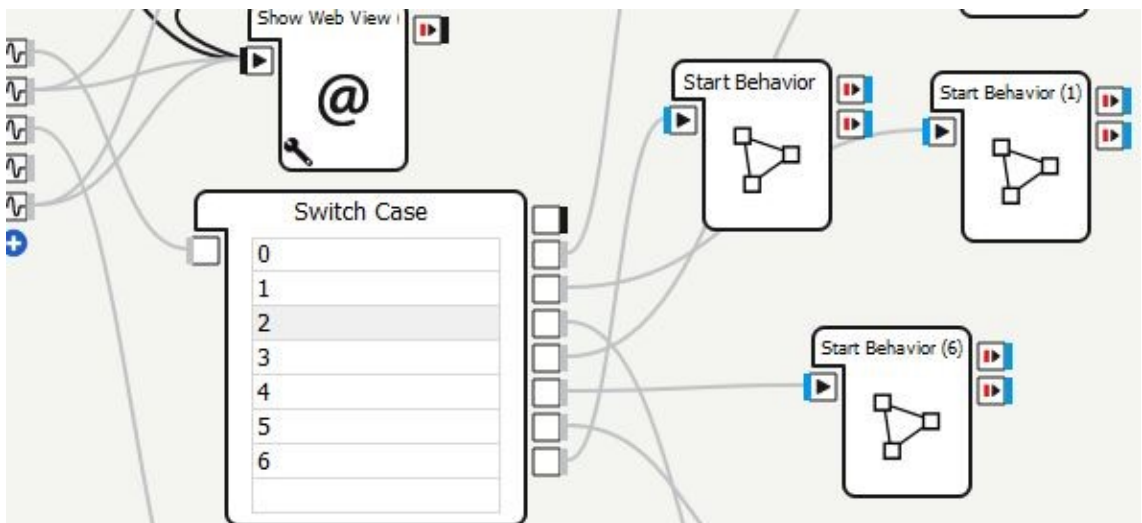 Show Web View (
@
Start Behavior
Start Behavior (1)
Switch Case
0
1
2
3
4
5
6
Start Behavior (6)